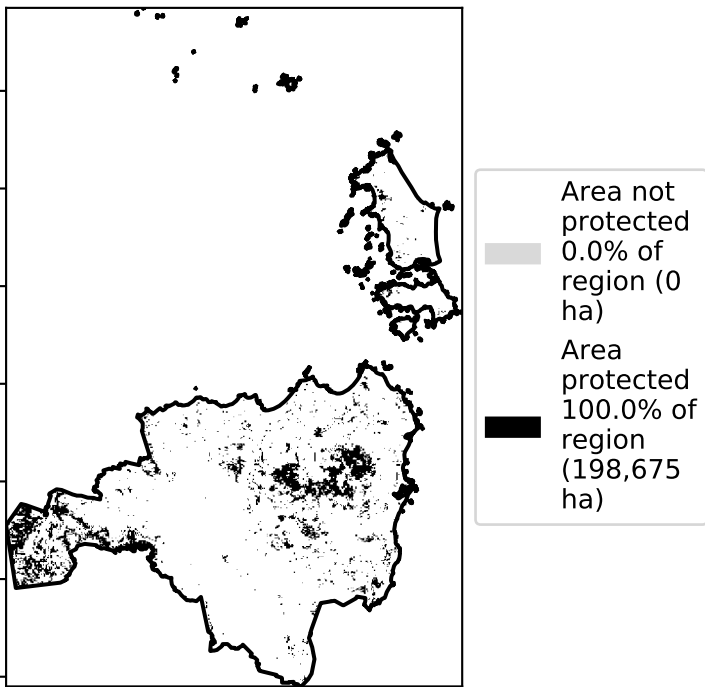 Area not
protected
0.0% of
region (0
ha)
Area
protected
100.0% of
region
(198,675
ha)